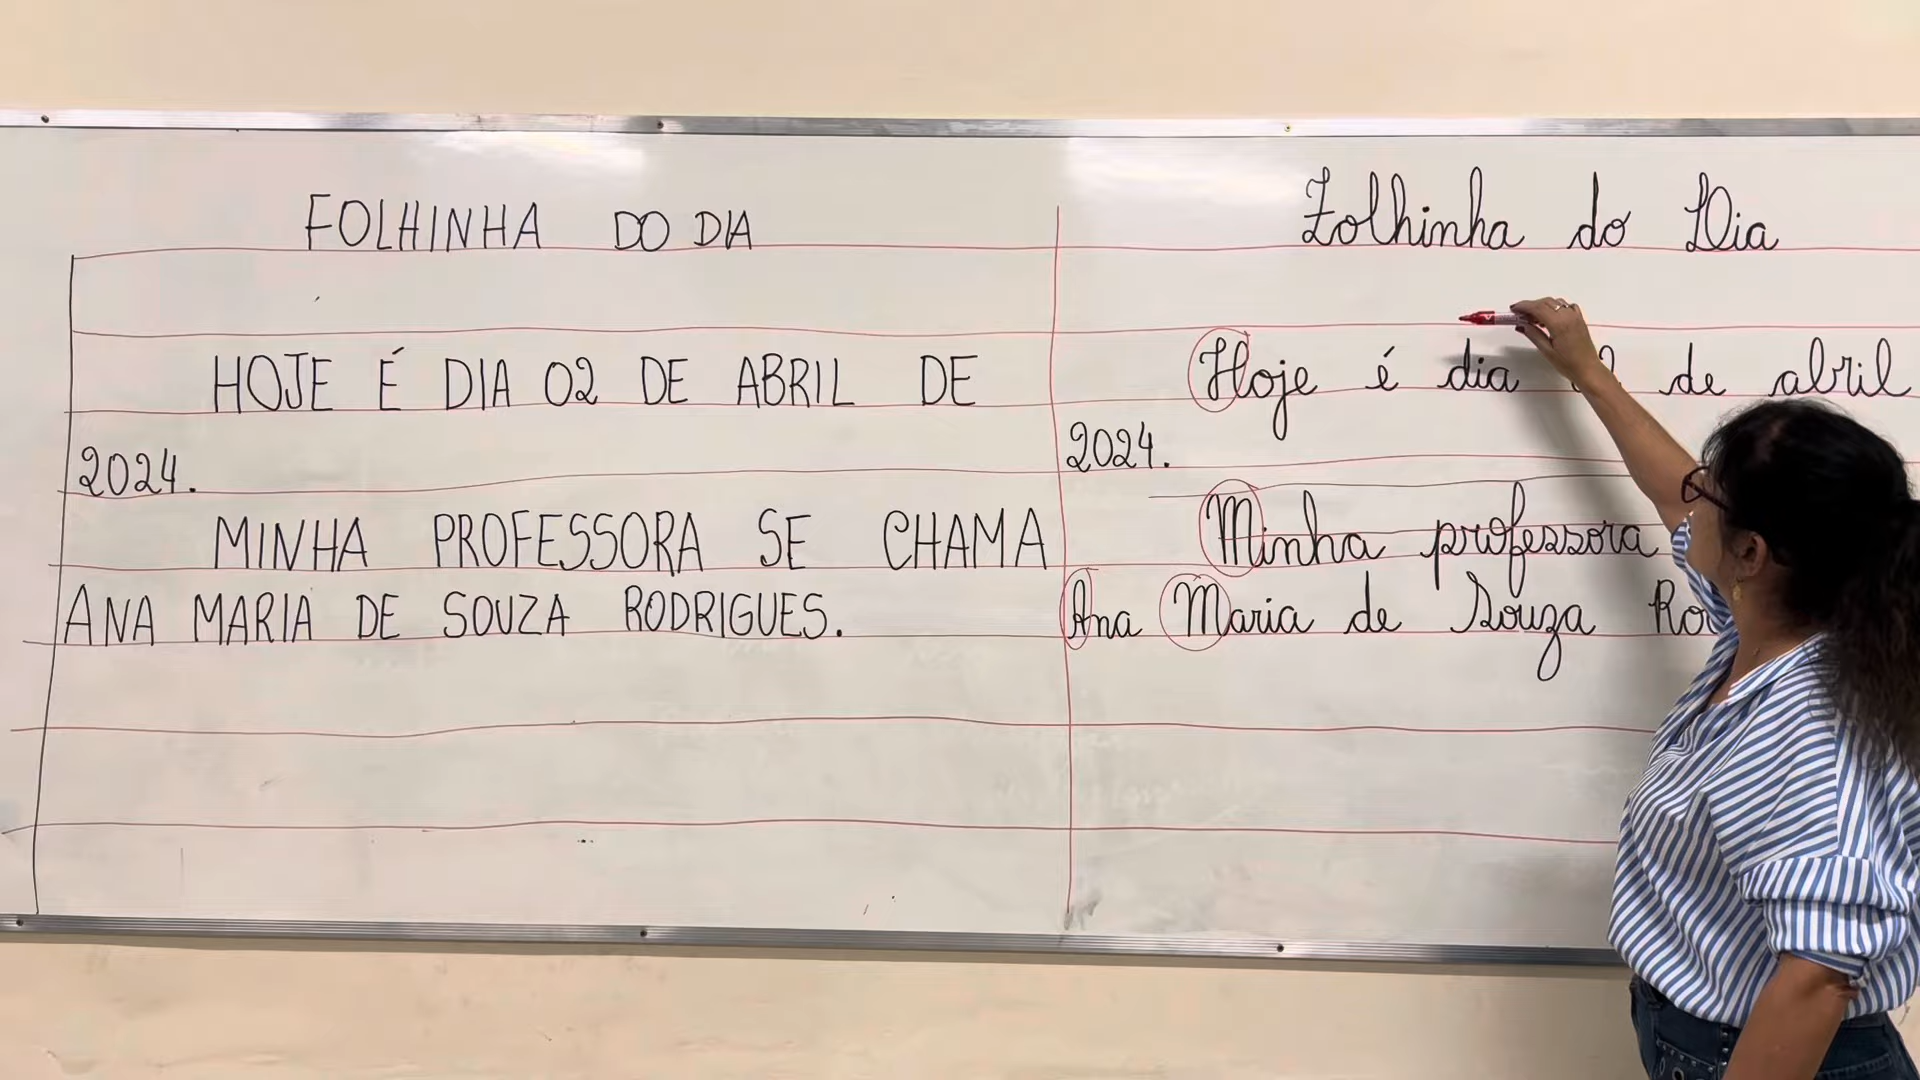 FOLHINHA DO DIA
HOJE É DIA 02 DE ABRIL DE
2024.
MINHA PROFESSORA SE CHAMA
ANA MARIA DE SOUZA RODRIGUES.
Folhinha do Dia
Hoje é dia de abril
2024.
Minha professora
Ana Maria de Souza